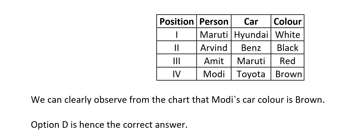 Position Person Car Colour
I Maruti Hyundai White
II Arvind Benz Black
III Amit Maruti Red
IV Modi Toyota Brown
We can clearly observe from the chart that Modi`s car colour is Brown.
Option D is hence the correct answer.